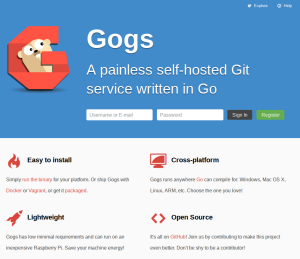 Explore Help
Gogs
A painless self-hosted Git
service written in Go
Username or E-mail Password Sign In Register
Easy to install
Simply run the binary for your platform. Or ship Gogs with
Docker or Vagrant, or get it packaged.
Cross-platform
Gogs runs anywhere Go can compile for: Windows, Mac OS X,
Linux, ARM, etc. Choose the one you love!
Lightweight
Gogs has low minimal requirements and can run on an
inexpensive Raspberry Pi. Save your machine energy!
Open Source
It's all on GitHub! Join us by contributing to make this project
even better. Don't be shy to be a contributor!